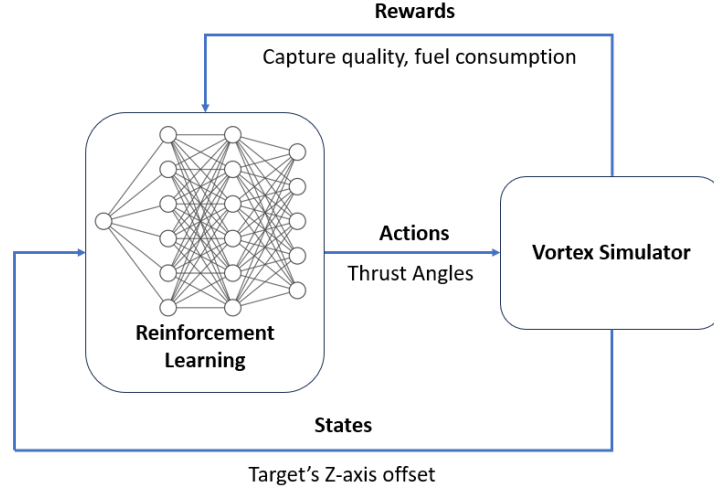 Rewards
Capture quality, fuel consumption
Actions
Thrust Angles
Vortex Simulator
Reinforcement
Learning
States
Target's Z-axis offset